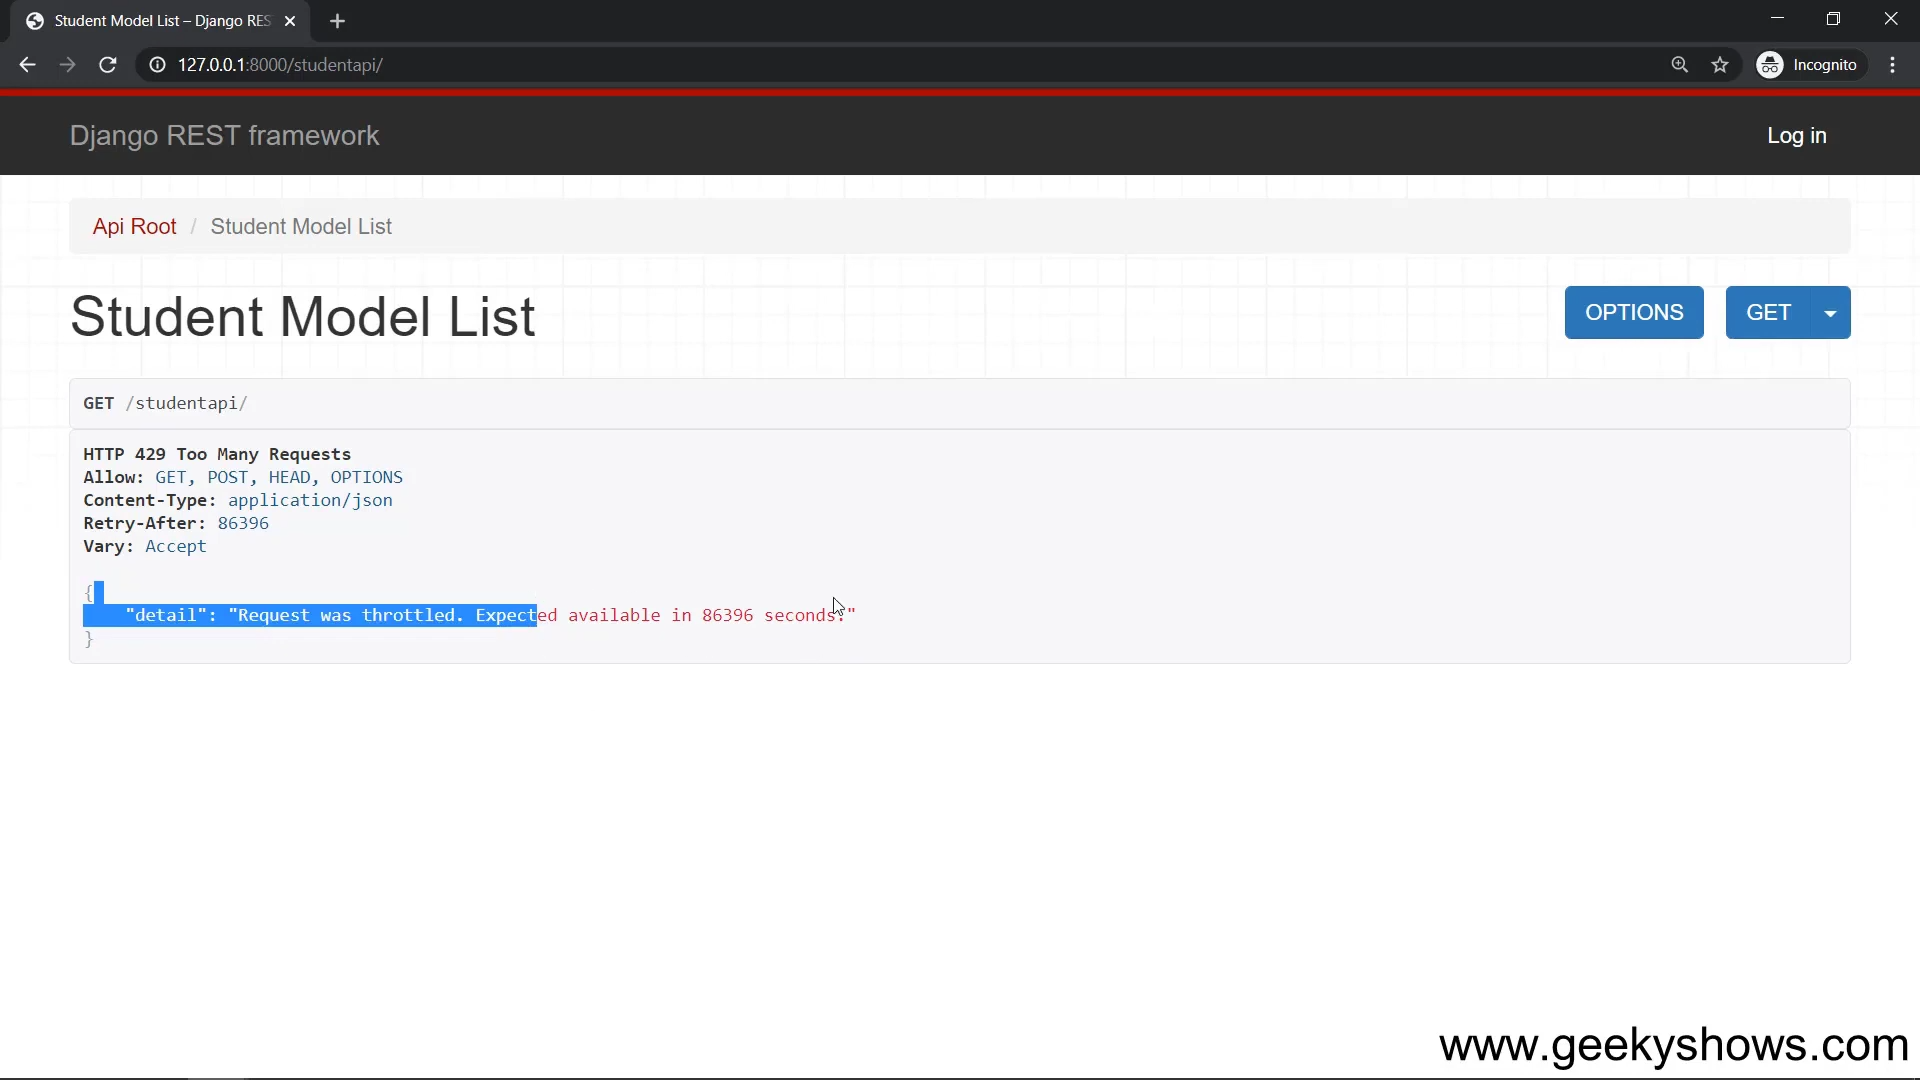 Student Model List – Django RES
127.0.0.1:8000/studentapi/
Incognito
Django REST framework
Log in
Api Root / Student Model List
Student Model List
OPTIONS
GET
GET /studentapi/
HTTP 429 Too Many Requests
Allow: GET, POST, HEAD, OPTIONS
Content-Type: application/json
Retry-After: 86396
Vary: Accept
{
"detail": "Request was throttled. Expected available in 86396 seconds."
}
www.geekyshows.com